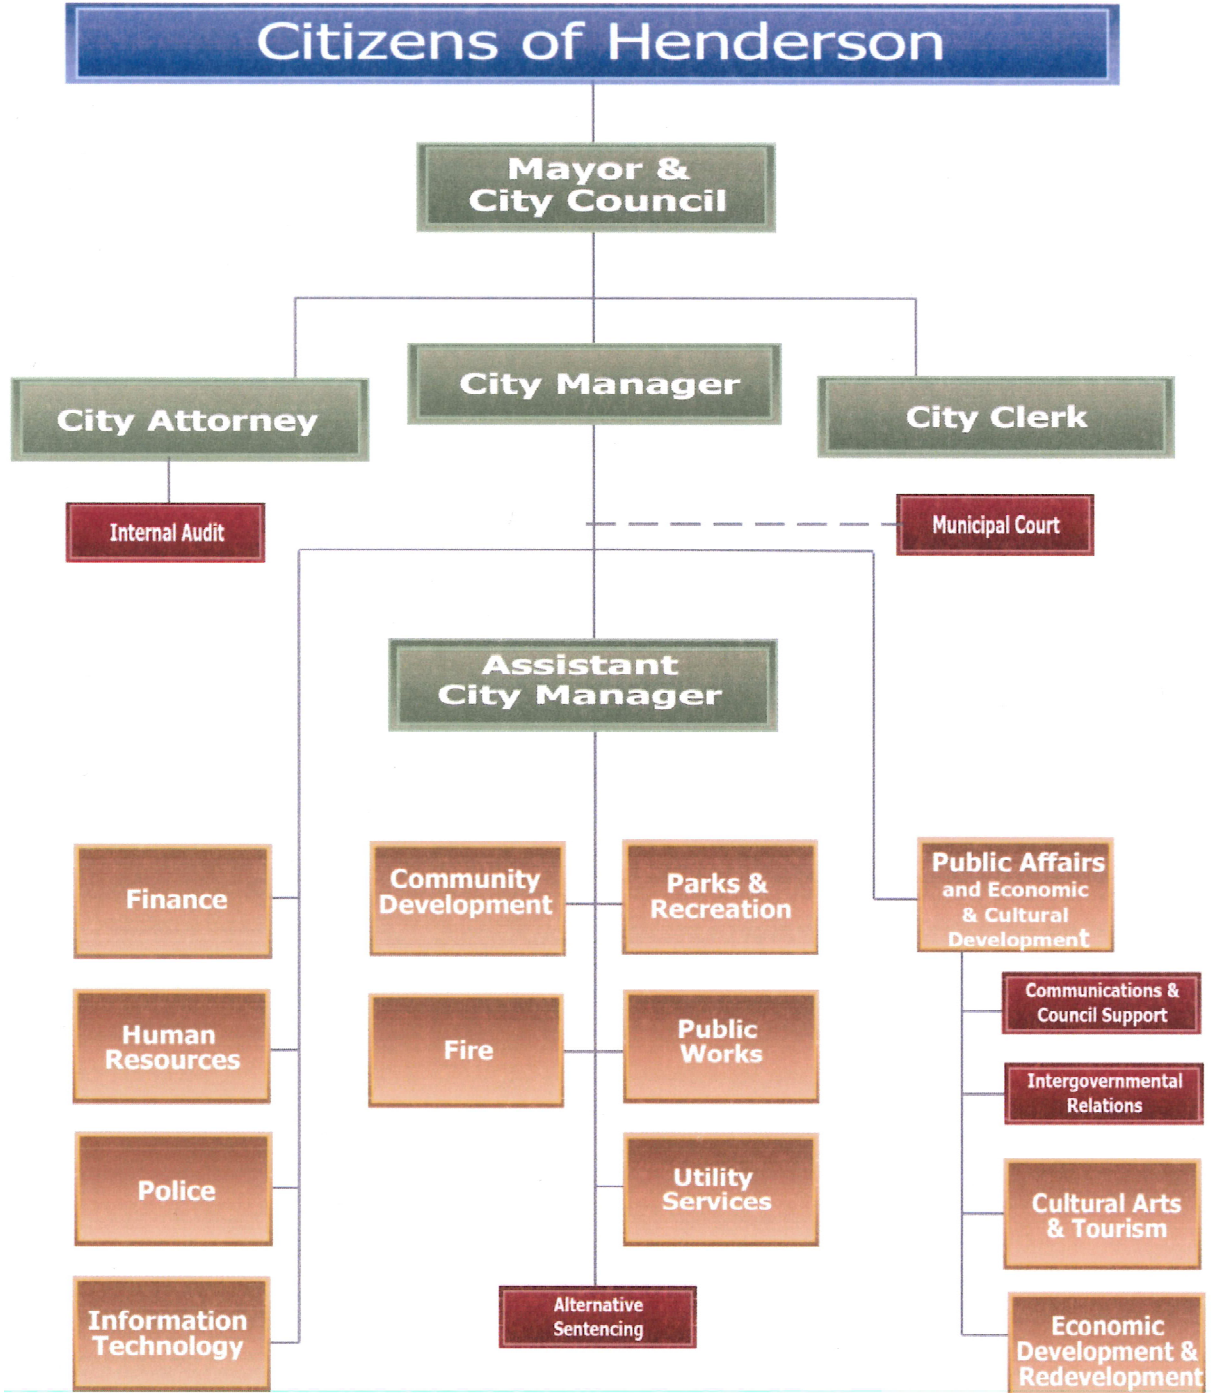 Citizens of Henderson
Mayor &
City Council
City Attorney
City Manager
City Clerk
Internal Audit
Municipal Court
Assistant
City Manager
Finance
Community
Development
Parks &
Recreation
Public Affairs
and Economic
& Cultural
Development
Human
Resources
Fire
Public
Works
Communications &
Council Support
Intergovernmental
Relations
Police
Utility
Services
Cultural Arts
& Tourism
Information
Technology
Alternative
Sentencing
Economic
Development &
Redevelopment